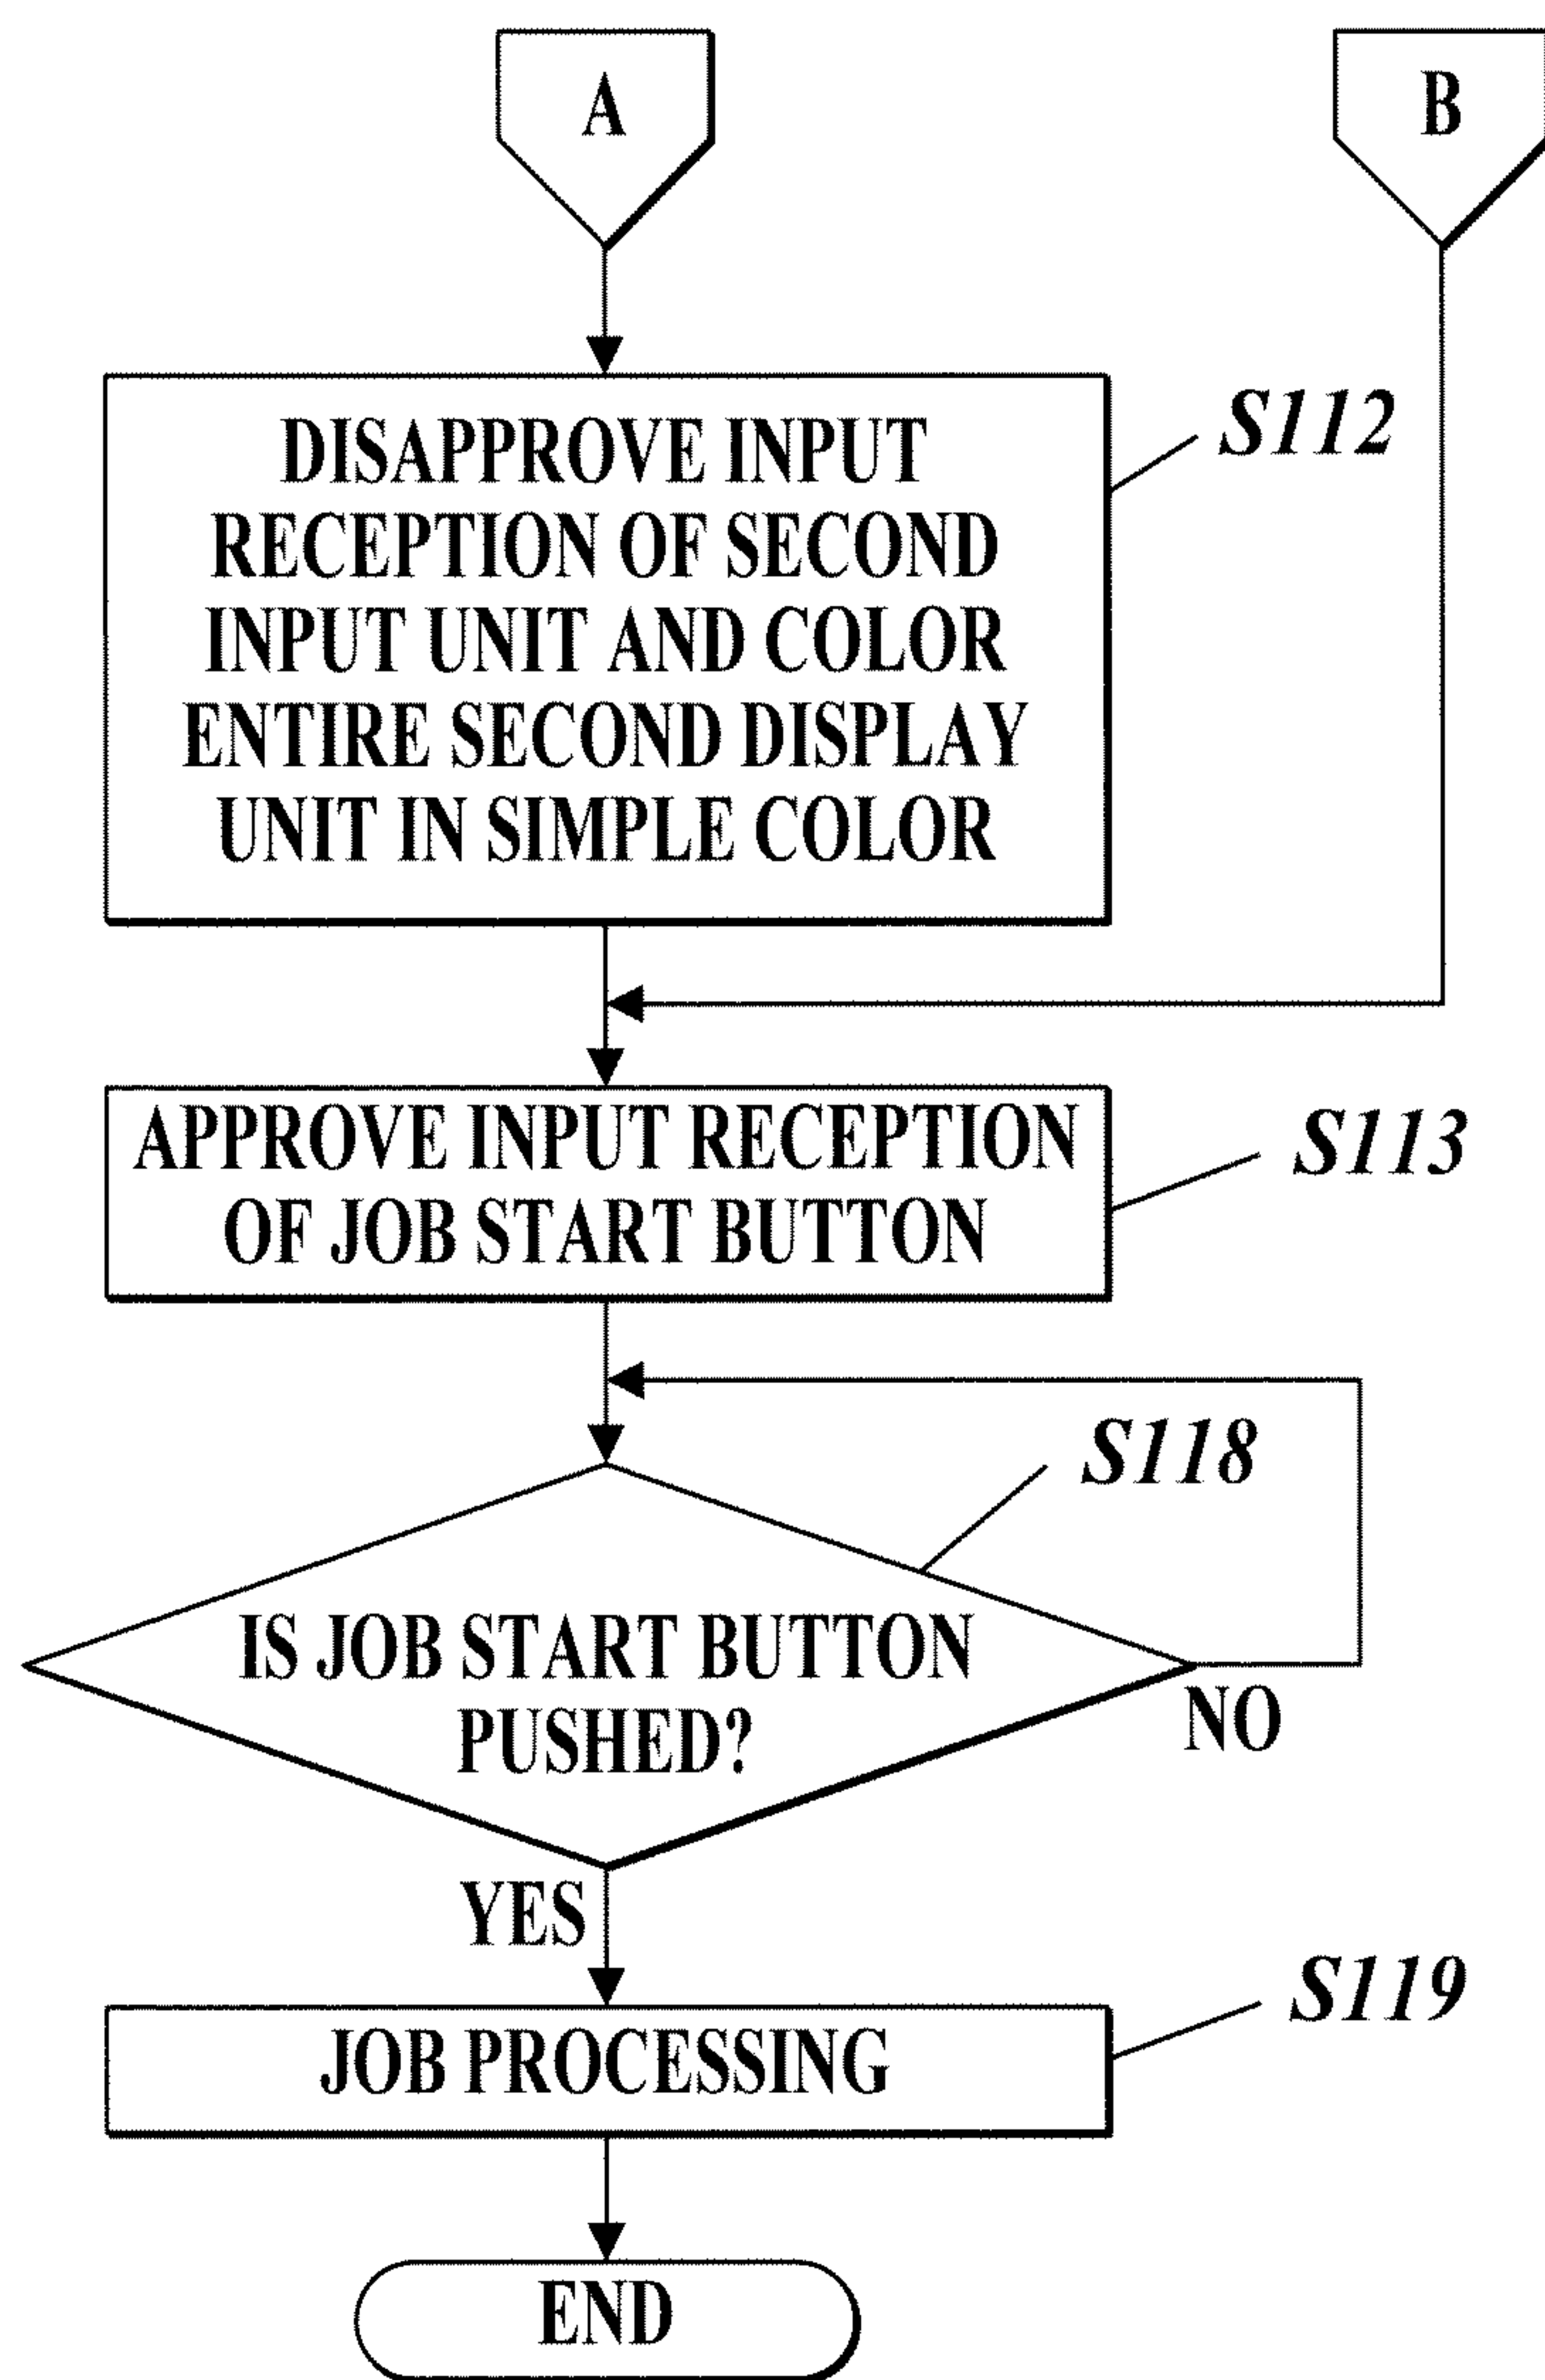 A
B
DISAPPROVE INPUT
RECEPTION OF SECOND
INPUT UNIT AND COLOR
ENTIRE SECOND DISPLAY
UNIT IN SIMPLE COLOR
S112
APPROVE INPUT RECEPTION
OF JOB START BUTTON
S113
S118
IS JOB START BUTTON
PUSHED?
NO
YES
JOB PROCESSING
S119
END